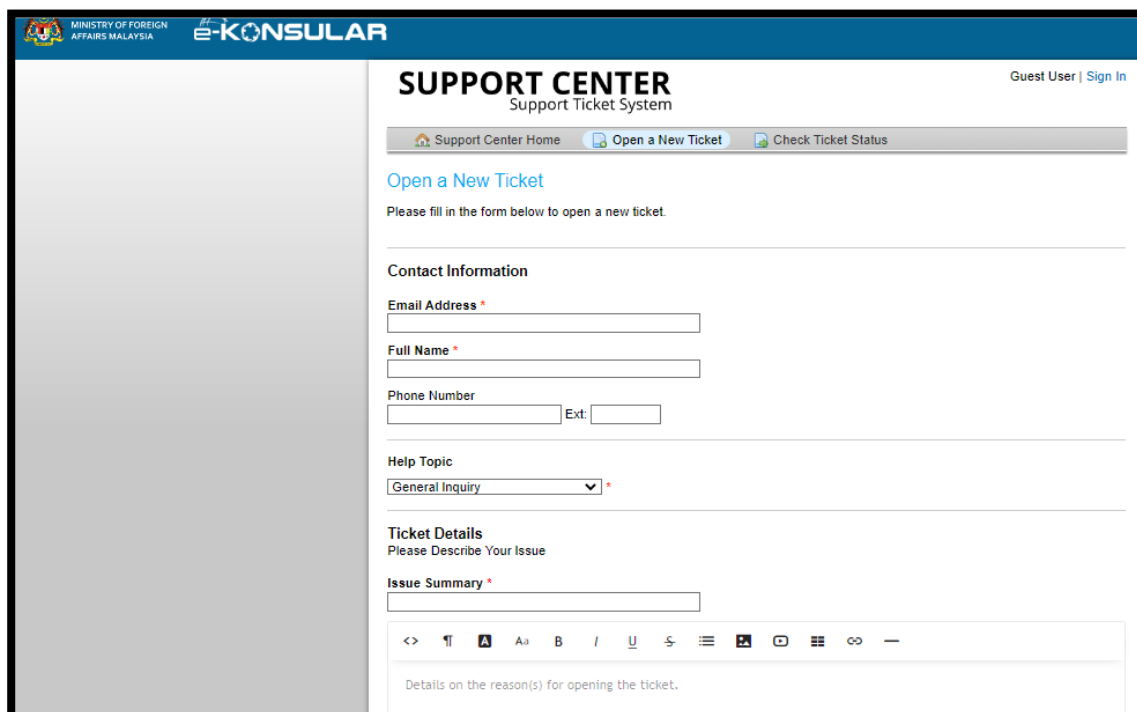 MINISTRY OF FOREIGN
AFFAIRS MALAYSIA
ē-KONSULAR
SUPPORT CENTER
Support Ticket System
Guest User | Sign In
Support Center Home
Open a New Ticket
Check Ticket Status
Open a New Ticket
Please fill in the form below to open a new ticket.
Contact Information
Email Address *
Full Name *
Phone Number
Ext:
Help Topic
General Inquiry *
Ticket Details
Please Describe Your Issue
Issue Summary *
<> ¶ A Aa B I U S
Details on the reason(s) for opening the ticket.